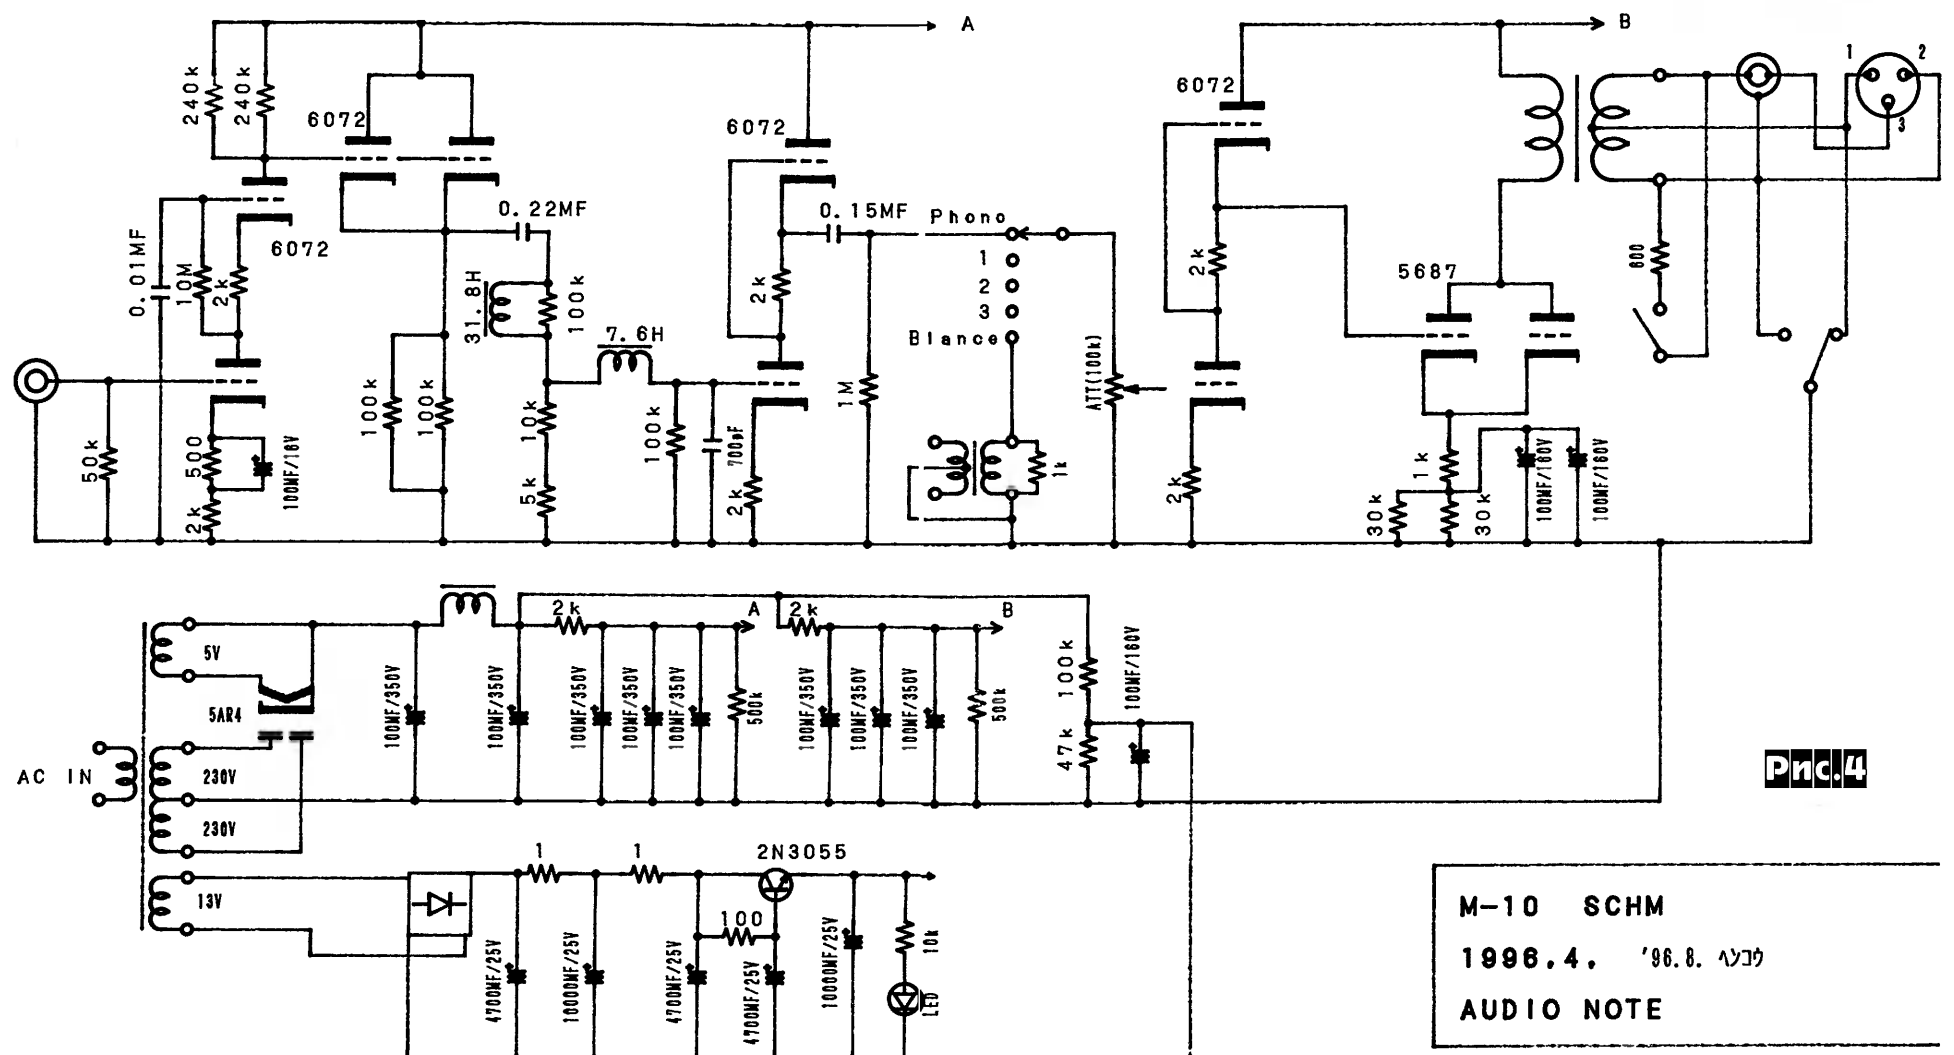 A
B
240k
240k
6072
6072
6072
6072
1
2
3
0.22MF
0.15MF
Phono
6072
0.01MF
10M
2k
31.8H
100k
2k
1
2
3
Blance
2k
5687
600
7.6H
50k
500
100MF/16V
2k
100k
100k
10k
5k
100k
700pF
2k
1M
1k
ATT(100k)
2k
1k
30k
30k
100MF/160V
100MF/160V
2k
A
2k
B
5V
5AR4
100MF/350V
100MF/350V
100MF/350V
100MF/350V
100MF/350V
500k
100MF/350V
100MF/350V
100MF/350V
500k
100k
47k
100MF/160V
AC IN
230V
230V
13V
1
1
2N3055
100
4700MF/25V
10000MF/25V
4700MF/25V
4700MF/25V
10000MF/25V
10k
LED
Pnc.4
M-10 SCHM
1996.4. '96.8. ヘンコウ
AUDIO NOTE